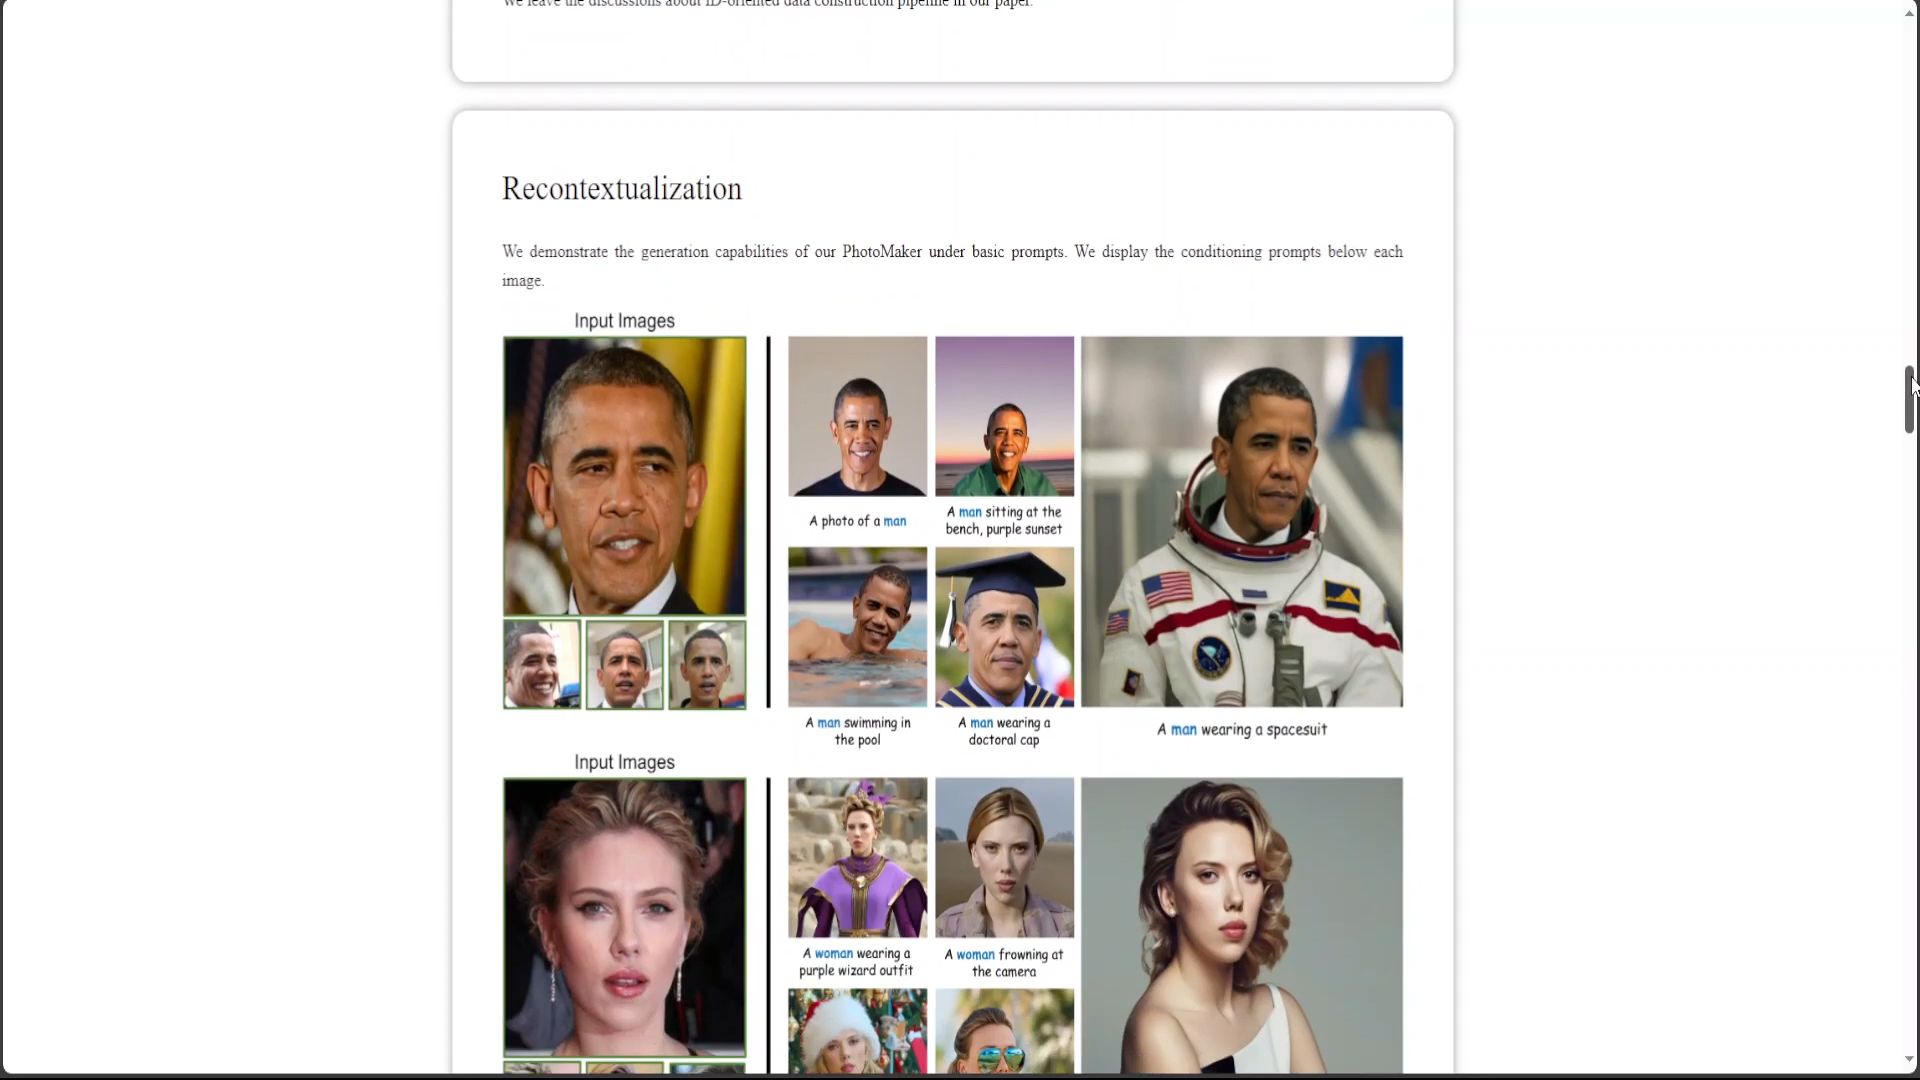 We leave the discussions about ID-oriented data construction pipeline in our paper.
Recontextualization
We demonstrate the generation capabilities of our PhotoMaker under basic prompts. We display the conditioning prompts below each
image.
Input Images
A photo of a man
A man sitting at the
bench, purple sunset
A man swimming in
the pool
A man wearing a
doctoral cap
A man wearing a spacesuit
Input Images
A woman wearing a
purple wizard outfit
A woman frowning at
the camera